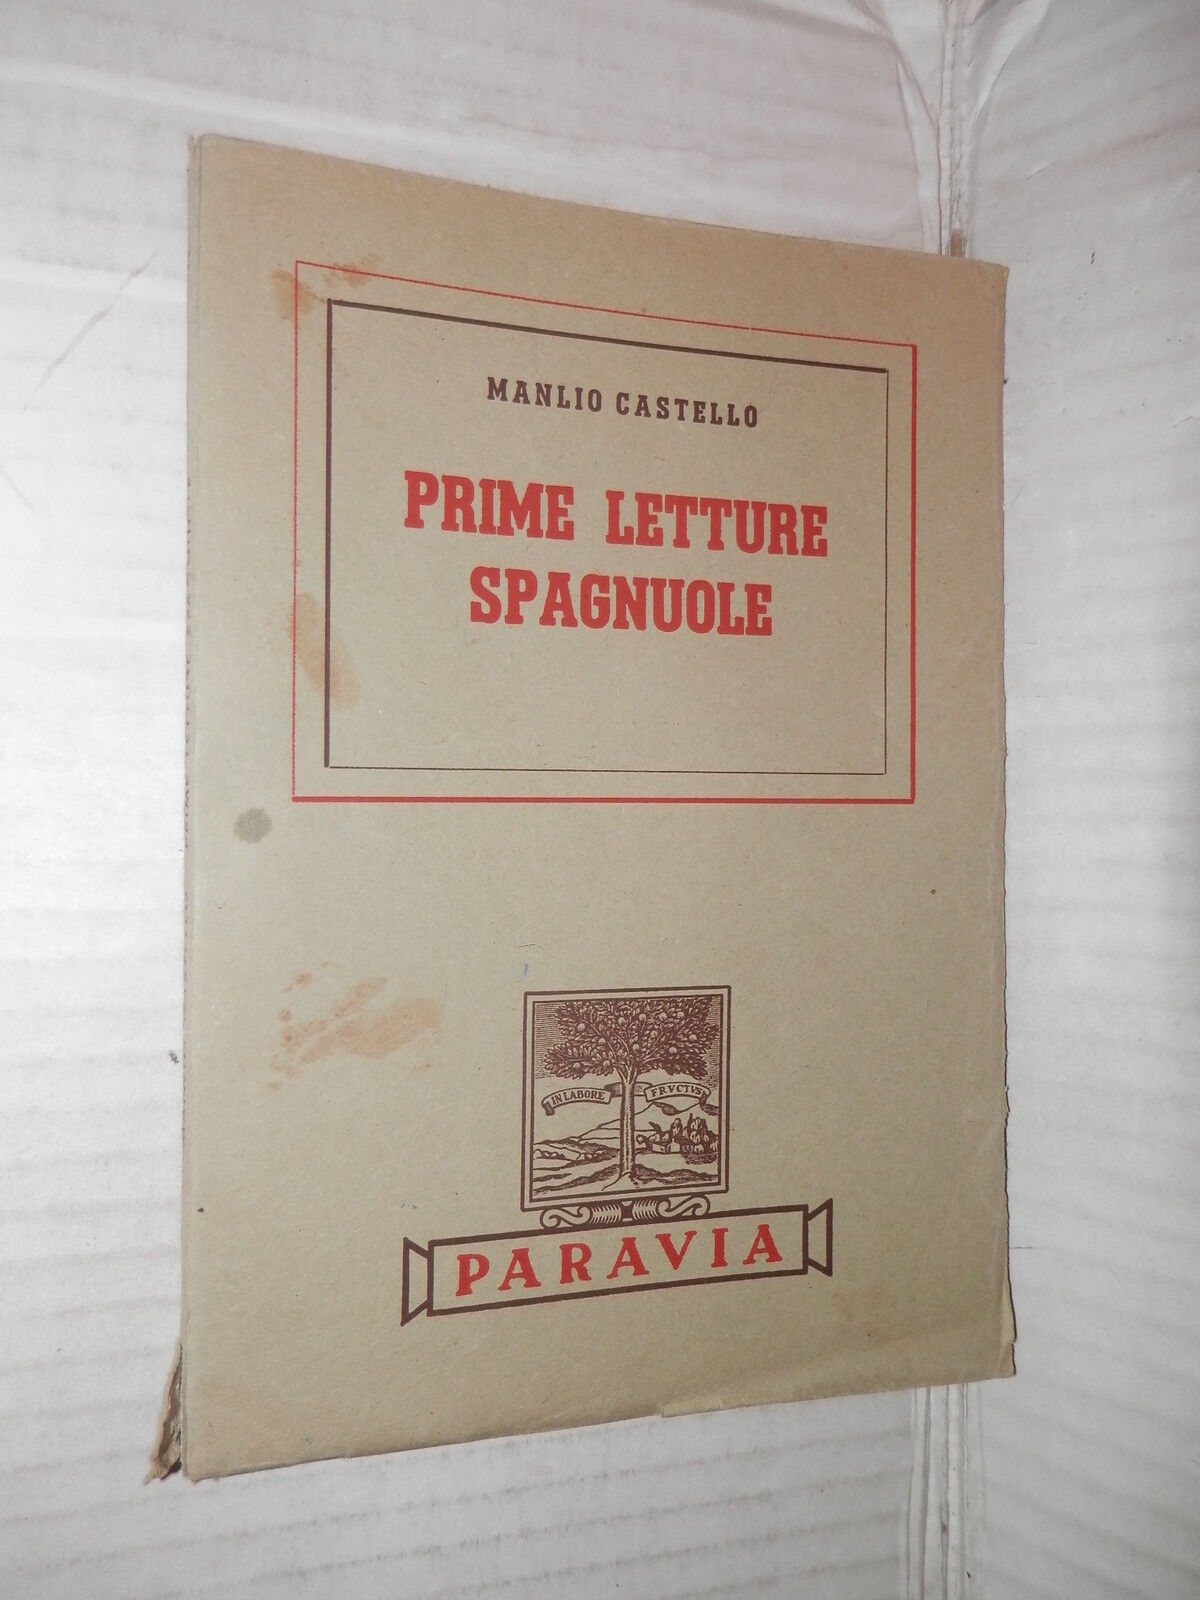 MANLIO CASTELLO
PRIME LETTURE
SPAGNUOLE
IN LABORE FRVCTVS
PARAVIA